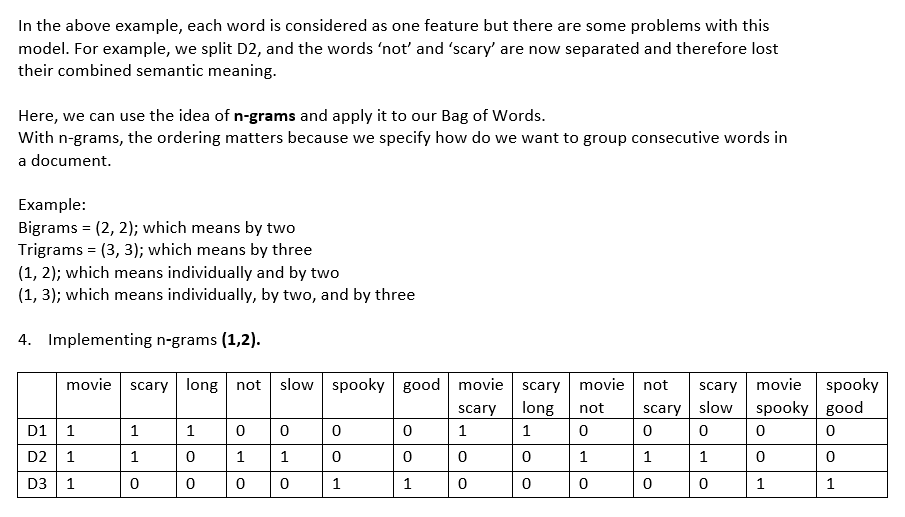 In the above example, each word is considered as one feature but there are some problems with this
model. For example, we split D2, and the words ‘not’ and ‘scary’ are now separated and therefore lost
their combined semantic meaning.
Here, we can use the idea of n-grams and apply it to our Bag of Words.
With n-grams, the ordering matters because we specify how do we want to group consecutive words in
a document.
Example:
Bigrams = (2, 2); which means by two
Trigrams = (3, 3); which means by three
(1, 2); which means individually and by two
(1, 3); which means individually, by two, and by three
4. Implementing n-grams (1,2).
movie scary long not slow spooky good movie scary movie not scary movie spooky
scary long not scary slow spooky good
D1 1 1 1 0 0 0 0 1 1 0 0 0 0 0
D2 1 1 0 1 1 0 0 0 0 1 1 1 0 0
D3 1 0 0 0 0 1 1 0 0 0 0 0 1 1